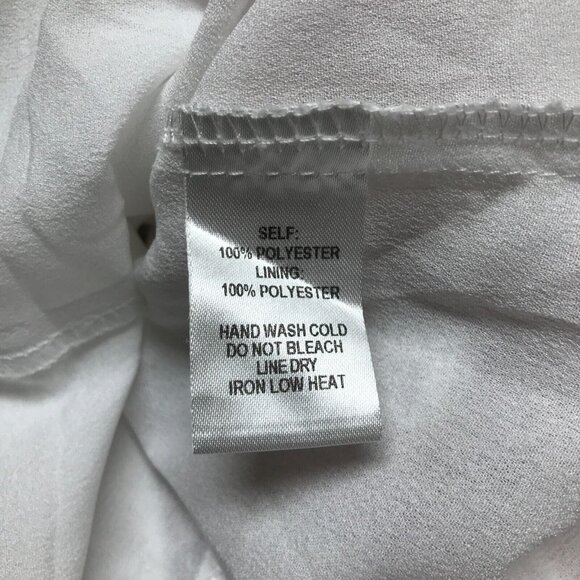 SELF:
100% POLYESTER
LINING:
100% POLYESTER
HAND WASH COLD
DO NOT BLEACH
LINE DRY
IRON LOW HEAT